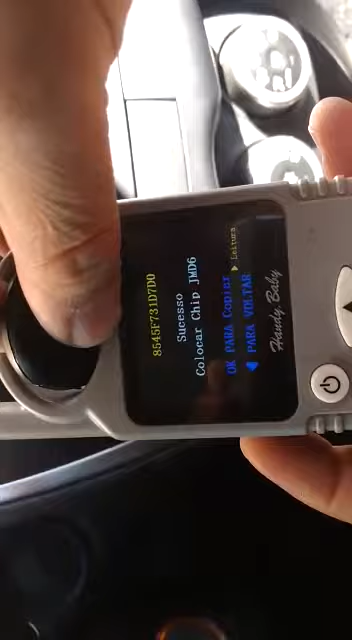 8545F731D7D0
Sucesso
Colocar Chip JMD6
OK PARA COPIAR ▶ Leitura
◀ PARA VOLTAR
Handy Baby